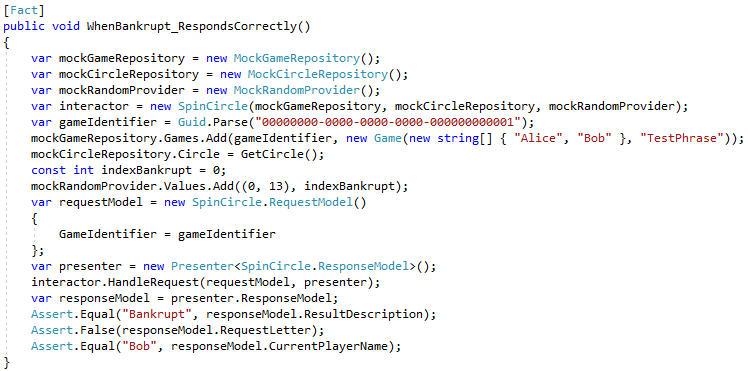 [Fact]
public void WhenBankrupt_RespondsCorrectly()
{
    var mockGameRepository = new MockGameRepository();
    var mockCircleRepository = new MockCircleRepository();
    var mockRandomProvider = new MockRandomProvider();
    var interactor = new SpinCircle(mockGameRepository, mockCircleRepository, mockRandomProvider);
    var gameIdentifier = Guid.Parse("00000000-0000-0000-0000-000000000001");
    mockGameRepository.Games.Add(gameIdentifier, new Game(new string[] { "Alice", "Bob" }, "TestPhrase"));
    mockCircleRepository.Circle = GetCircle();
    const int indexBankrupt = 0;
    mockRandomProvider.Values.Add((0, 13), indexBankrupt);
    var requestModel = new SpinCircle.RequestModel()
    {
        GameIdentifier = gameIdentifier
    };
    var presenter = new Presenter<SpinCircle.ResponseModel>();
    interactor.HandleRequest(requestModel, presenter);
    var responseModel = presenter.ResponseModel;
    Assert.Equal("Bankrupt", responseModel.ResultDescription);
    Assert.False(responseModel.RequestLetter);
    Assert.Equal("Bob", responseModel.CurrentPlayerName);
}